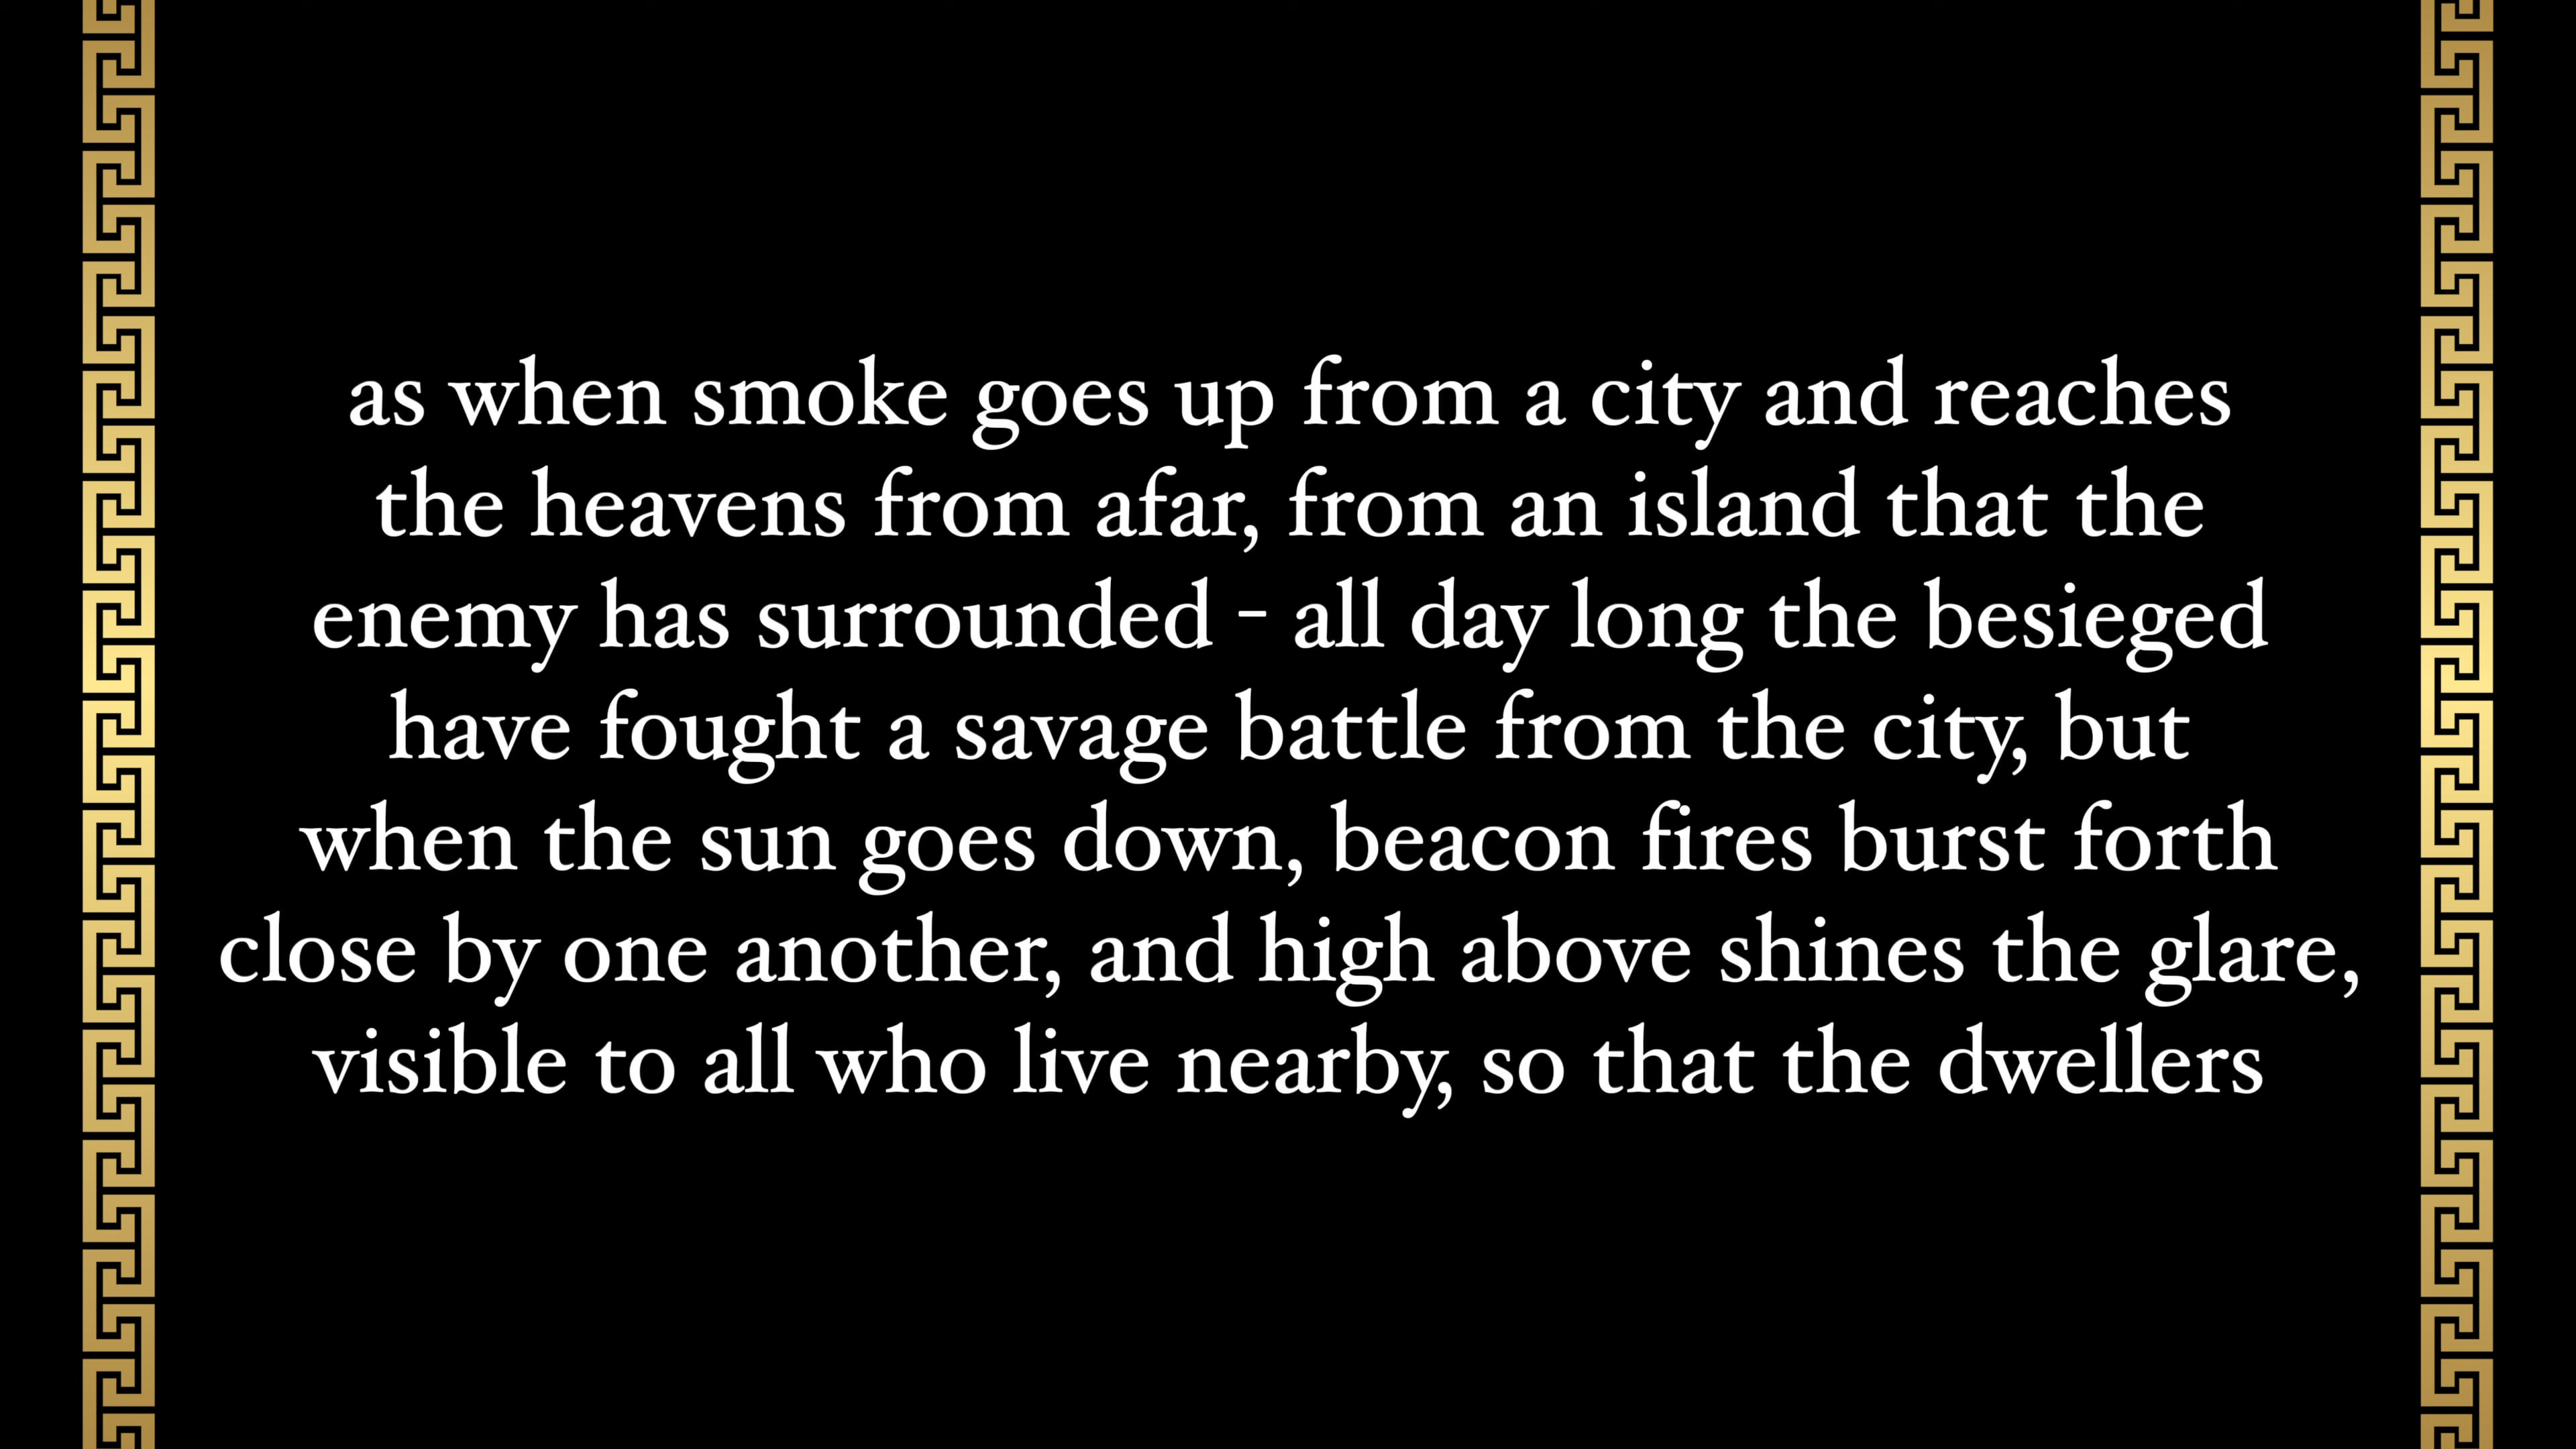 as when smoke goes up from a city and reaches
the heavens from afar, from an island that the
enemy has surrounded - all day long the besieged
have fought a savage battle from the city, but
when the sun goes down, beacon fires burst forth
close by one another, and high above shines the glare,
visible to all who live nearby, so that the dwellers